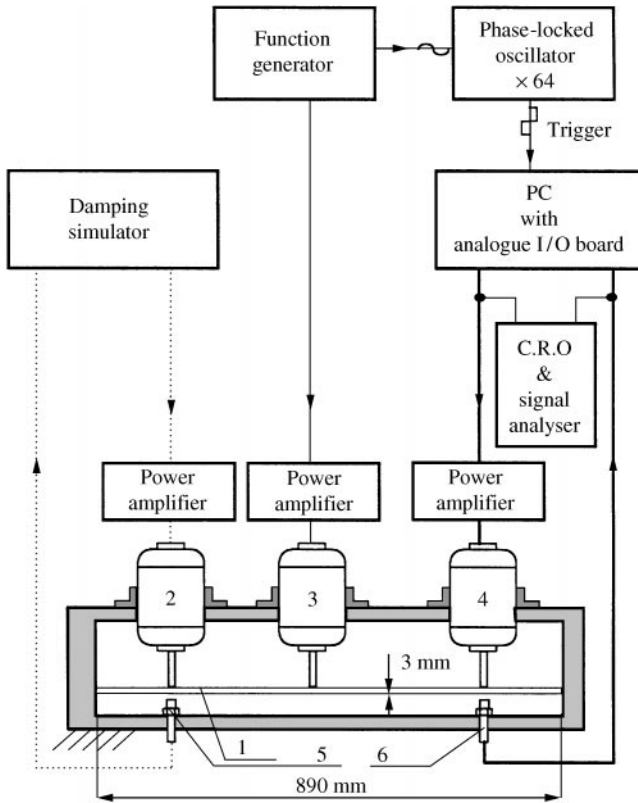 Function
generator
Phase-locked
oscillator
× 64
Trigger
Damping
simulator
PC
with
analogue I/O board
C.R.O
&
signal
analyser
Power
amplifier
Power
amplifier
Power
amplifier
2
3
4
3 mm
1
5
6
890 mm